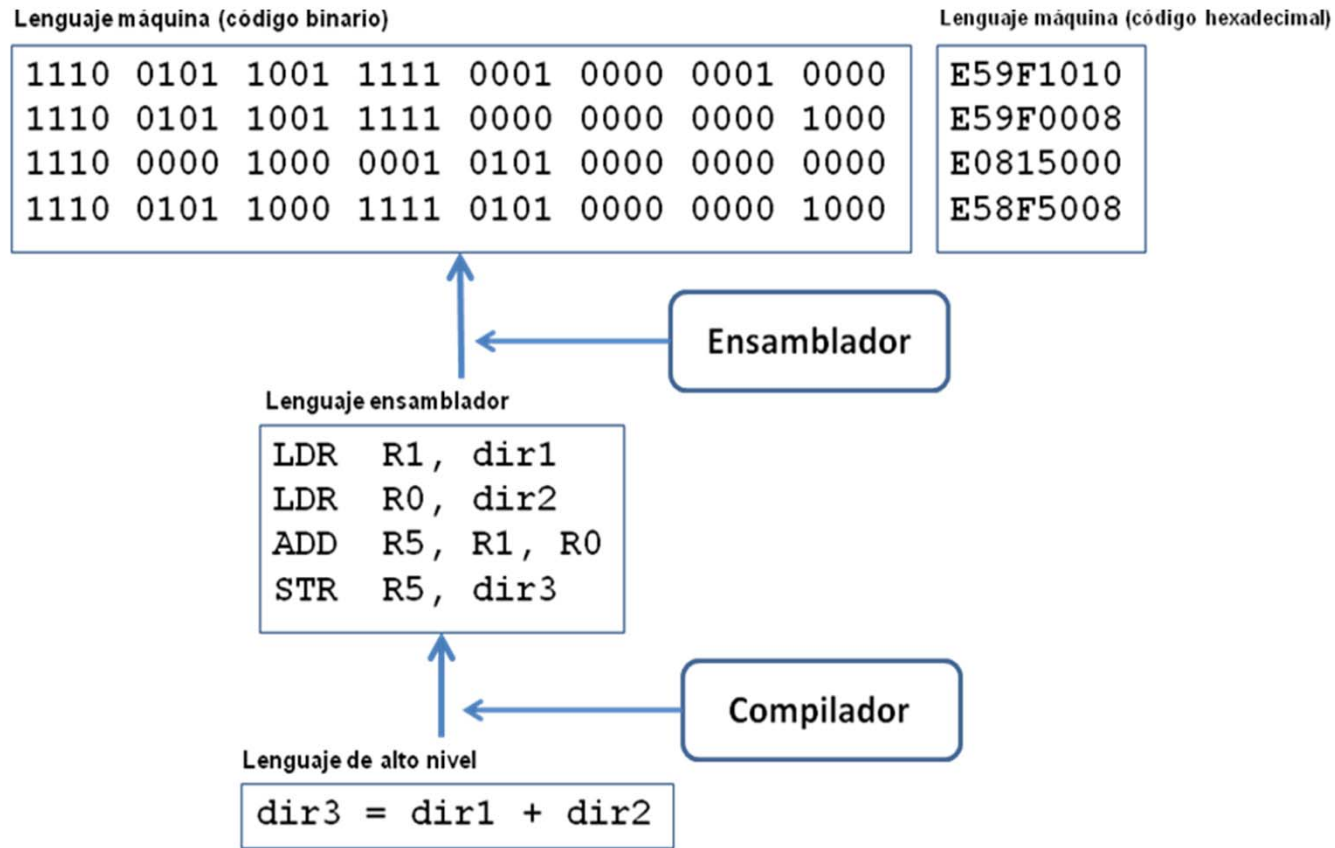 Lenguaje máquina (código binario)
1110 0101 1001 1111 0001 0000 0001 0000
1110 0101 1001 1111 0000 0000 0000 1000
1110 0000 1000 0001 0101 0000 0000 0000
1110 0101 1000 1111 0101 0000 0000 1000
Lenguaje máquina (código hexadecimal)
E59F1010
E59F0008
E0815000
E58F5008
Ensamblador
Lenguaje ensamblador
LDR R1, dir1
LDR R0, dir2
ADD R5, R1, R0
STR R5, dir3
Compilador
Lenguaje de alto nivel
dir3 = dir1 + dir2